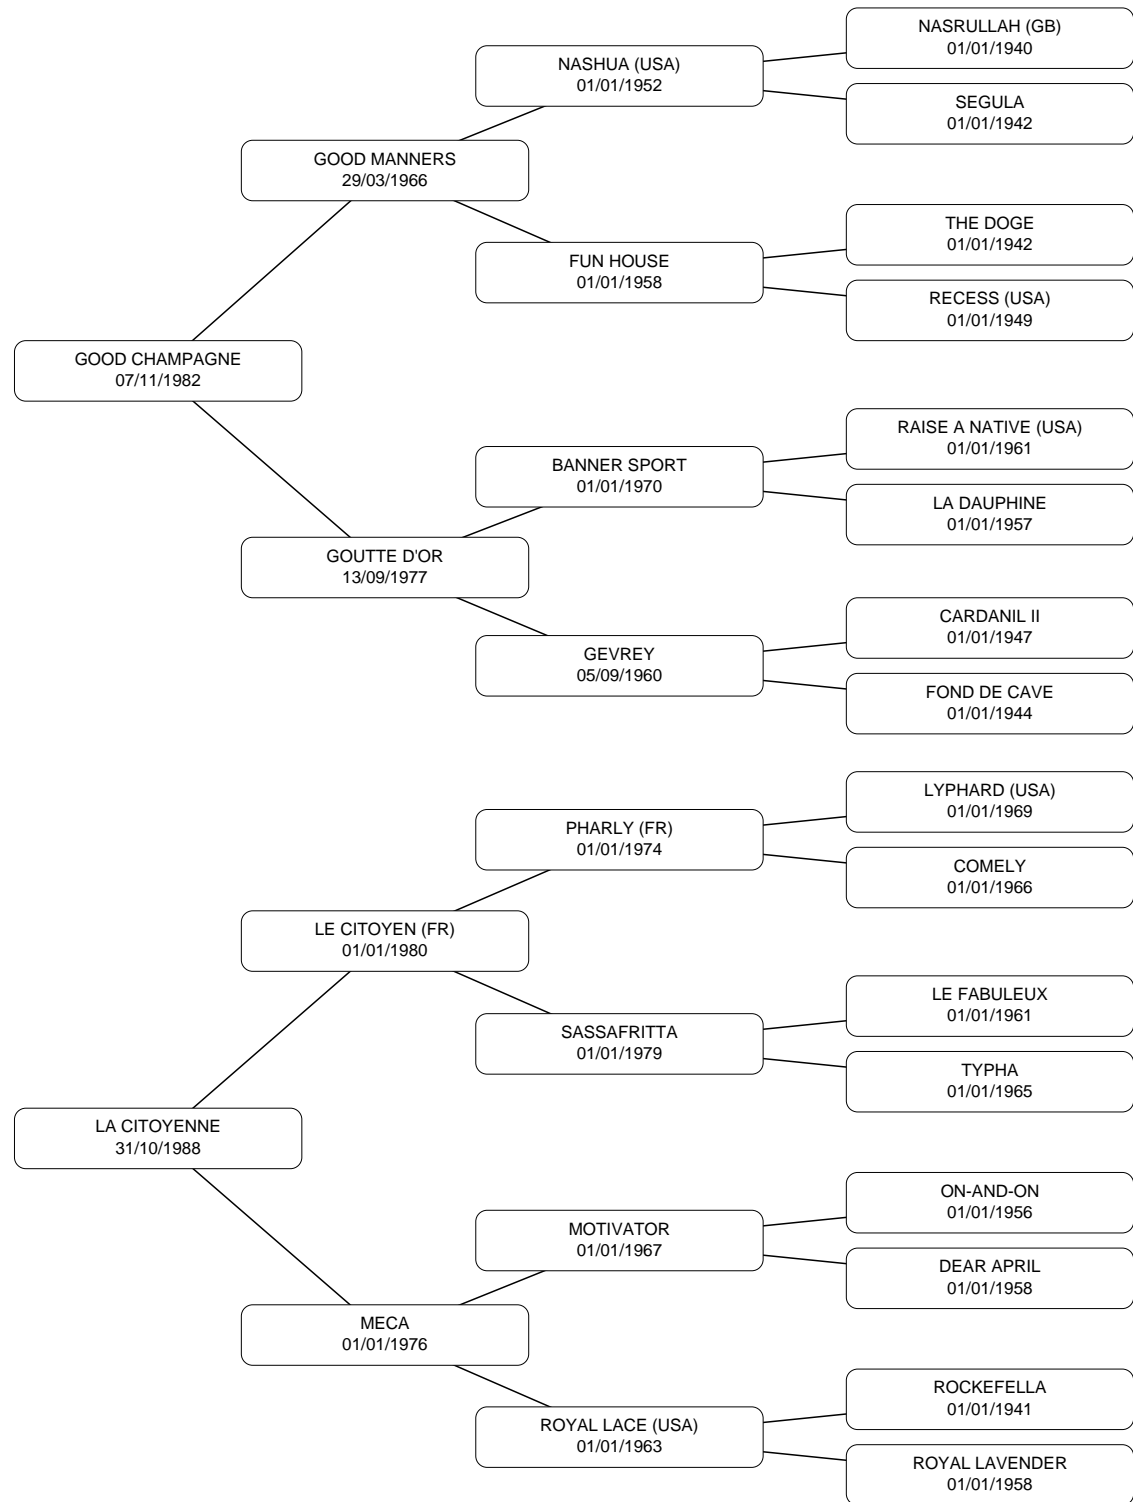 NASRULLAH (GB)
01/01/1940
NASHUA (USA)
01/01/1952
SEGULA
01/01/1942
GOOD MANNERS
29/03/1966
THE DOGE
01/01/1942
FUN HOUSE
01/01/1958
RECESS (USA)
01/01/1949
GOOD CHAMPAGNE
07/11/1982
RAISE A NATIVE (USA)
01/01/1961
BANNER SPORT
01/01/1970
LA DAUPHINE
01/01/1957
GOUTTE D'OR
13/09/1977
CARDANIL II
01/01/1947
GEVREY
05/09/1960
FOND DE CAVE
01/01/1944
LYPHARD (USA)
01/01/1969
PHARLY (FR)
01/01/1974
COMELY
01/01/1966
LE CITOYEN (FR)
01/01/1980
LE FABULEUX
01/01/1961
SASSAFRITTA
01/01/1979
TYPHA
01/01/1965
LA CITOYENNE
31/10/1988
ON-AND-ON
01/01/1956
MOTIVATOR
01/01/1967
DEAR APRIL
01/01/1958
MECA
01/01/1976
ROCKEFELLA
01/01/1941
ROYAL LACE (USA)
01/01/1963
ROYAL LAVENDER
01/01/1958